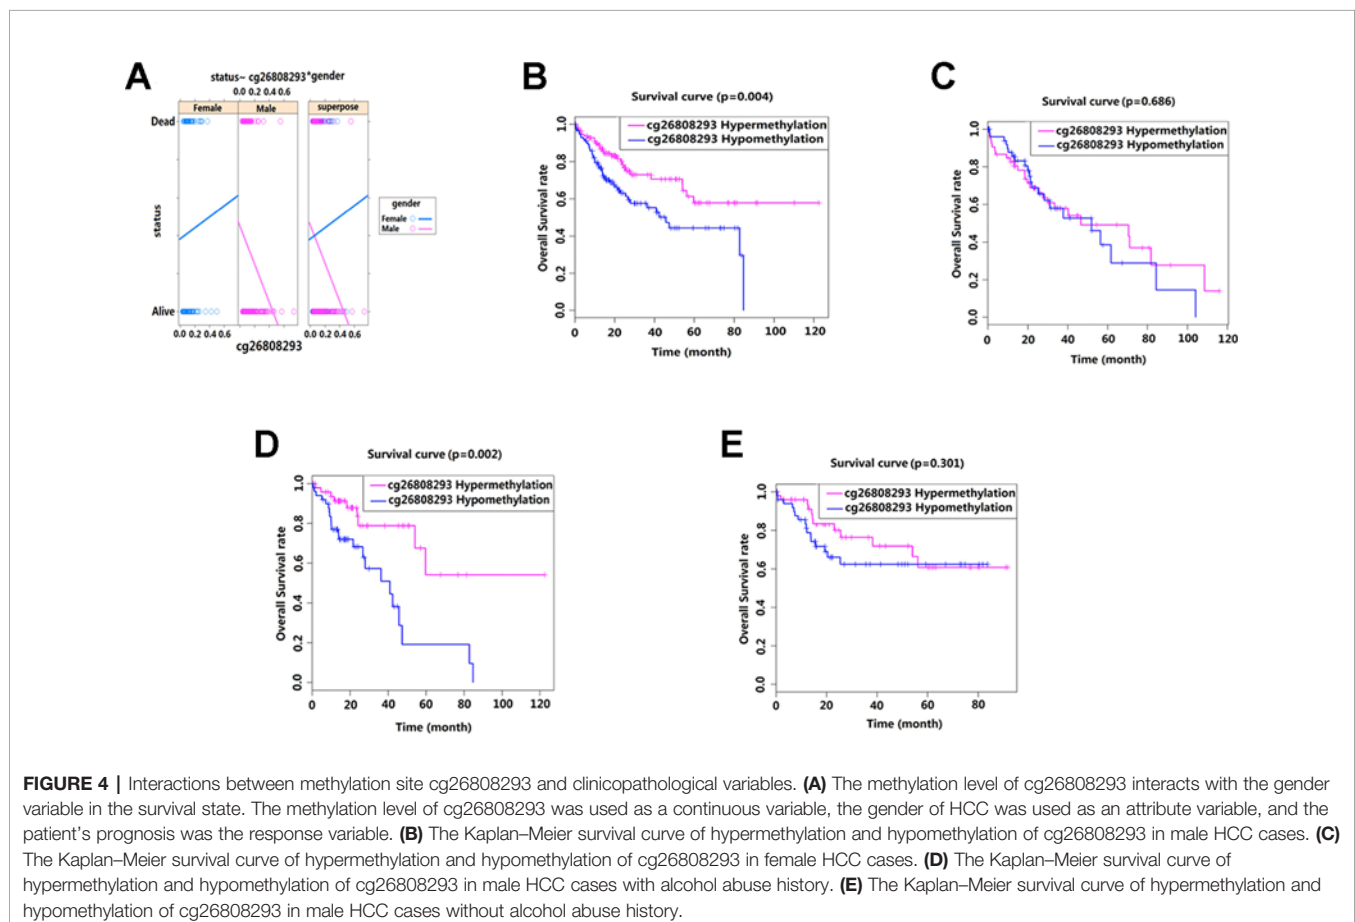 A
status~ cg26808293*gender
0.0 0.2 0.4 0.6
Female Male superpose
Dead
status
Alive
gender
Female
Male
0.0 0.2 0.4 0.6 0.0 0.2 0.4 0.6
cg26808293
B
Survival curve (p=0.004)
cg26808293 Hypermethylation
cg26808293 Hypomethylation
Overall Survival rate
1.0
0.8
0.6
0.4
0.2
0.0
0 20 40 60 80 100 120
Time (month)
C
Survival curve (p=0.686)
cg26808293 Hypermethylation
cg26808293 Hypomethylation
Overall Survival rate
1.0
0.8
0.6
0.4
0.2
0.0
0 20 40 60 80 100 120
Time (month)
D
Survival curve (p=0.002)
cg26808293 Hypermethylation
cg26808293 Hypomethylation
Overall Survival rate
1.0
0.8
0.6
0.4
0.2
0.0
0 20 40 60 80 100 120
Time (month)
E
Survival curve (p=0.301)
cg26808293 Hypermethylation
cg26808293 Hypomethylation
Overall Survival rate
1.0
0.8
0.6
0.4
0.2
0.0
0 20 40 60 80
Time (month)
FIGURE 4 | Interactions between methylation site cg26808293 and clinicopathological variables. (A) The methylation level of cg26808293 interacts with the gender
variable in the survival state. The methylation level of cg26808293 was used as a continuous variable, the gender of HCC was used as an attribute variable, and the
patient's prognosis was the response variable. (B) The Kaplan–Meier survival curve of hypermethylation and hypomethylation of cg26808293 in male HCC cases. (C)
The Kaplan–Meier survival curve of hypermethylation and hypomethylation of cg26808293 in female HCC cases. (D) The Kaplan–Meier survival curve of
hypermethylation and hypomethylation of cg26808293 in male HCC cases with alcohol abuse history. (E) The Kaplan–Meier survival curve of hypermethylation and
hypomethylation of cg26808293 in male HCC cases without alcohol abuse history.